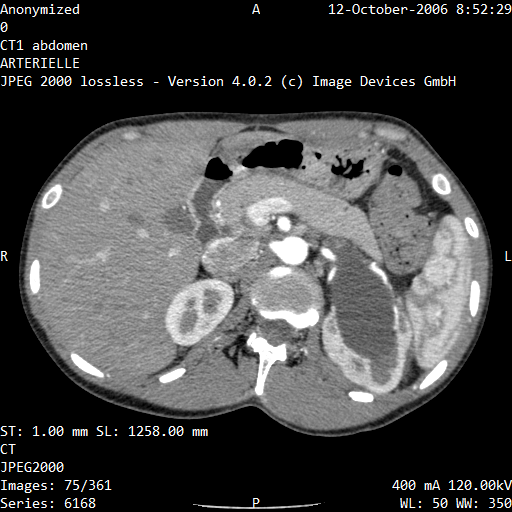 Anonymized A 12-October-2006 8:52:29
0
CT1 abdomen
ARTERIELLE
JPEG 2000 lossless - Version 4.0.2 (c) Image Devices GmbH
R L
ST: 1.00 mm SL: 1258.00 mm
CT
JPEG2000
Images: 75/361 400 mA 120.00kV
Series: 6168 P WL: 50 WW: 350